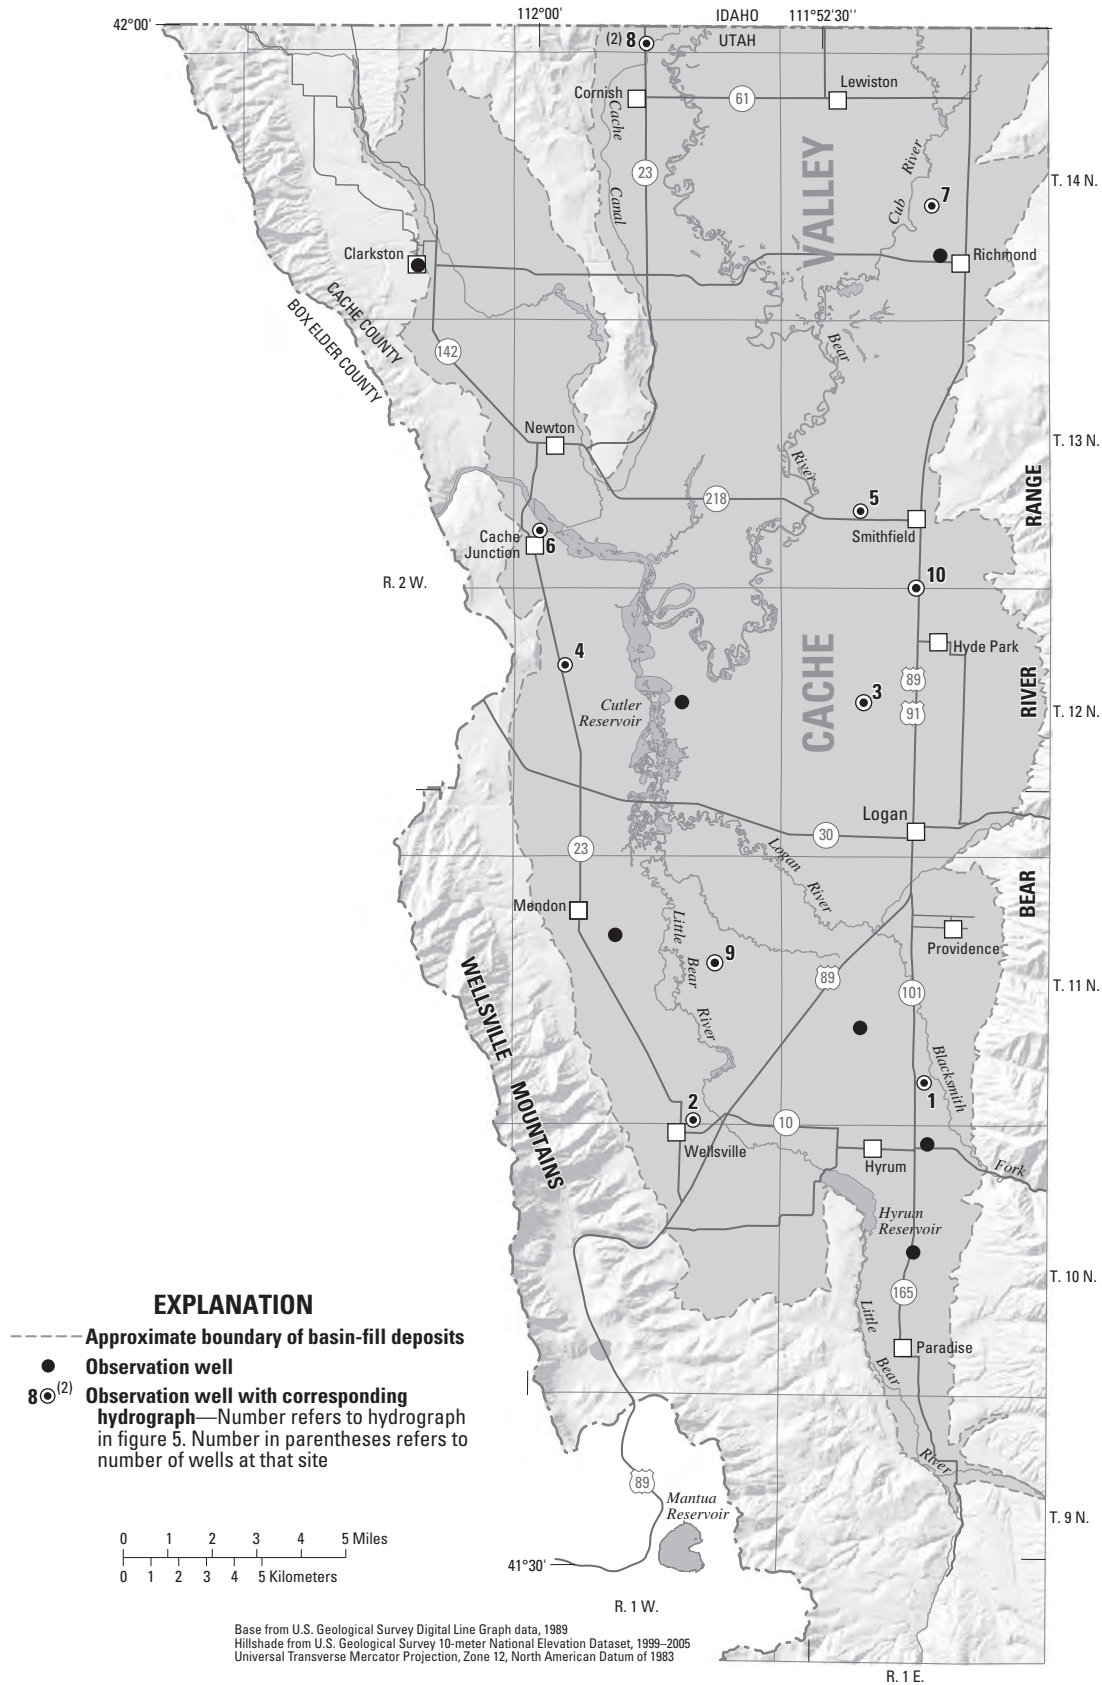 42°00'
112°00'
IDAHO
111°52'30''
UTAH
(2) 8
Cornish
61
Lewiston
Cache
Canal
23
VALLEY
Cub
River
7
T. 14 N.
Clarkston
Richmond
CACHE COUNTY
BOX ELDER COUNTY
142
Bear
River
Newton
T. 13 N.
RANGE
218
5
Smithfield
Cache
Junction
6
R. 2 W.
10
Hyde Park
4
89
91
3
CACHE
RIVER
Cutler
Reservoir
T. 12 N.
Logan
30
23
Logan
River
BEAR
Mendon
Little
Bear
River
9
Providence
89
101
T. 11 N.
WELLSVILLE
MOUNTAINS
Blacksmith
Fork
1
2
10
Wellsville
Hyrum
Hyrum
Reservoir
T. 10 N.
165
Little
Bear
River
Paradise
EXPLANATION
Approximate boundary of basin-fill deposits
Observation well
8 (2) Observation well with corresponding
hydrograph—Number refers to hydrograph
in figure 5. Number in parentheses refers to
number of wells at that site
89
Mantua
Reservoir
T. 9 N.
0 1 2 3 4 5 Miles
0 1 2 3 4 5 Kilometers
41°30'
R. 1 W.
Base from U.S. Geological Survey Digital Line Graph data, 1989
Hillshade from U.S. Geological Survey 10-meter National Elevation Dataset, 1999–2005
Universal Transverse Mercator Projection, Zone 12, North American Datum of 1983
R. 1 E.